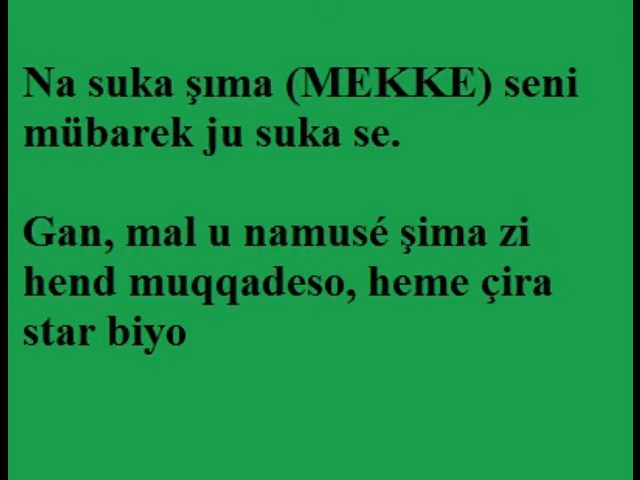 Na suka şıma (MEKKE) seni
mübarek ju suka se.
Gan, mal u namusé şima zi
hend muqqadeso, heme çira
star biyo